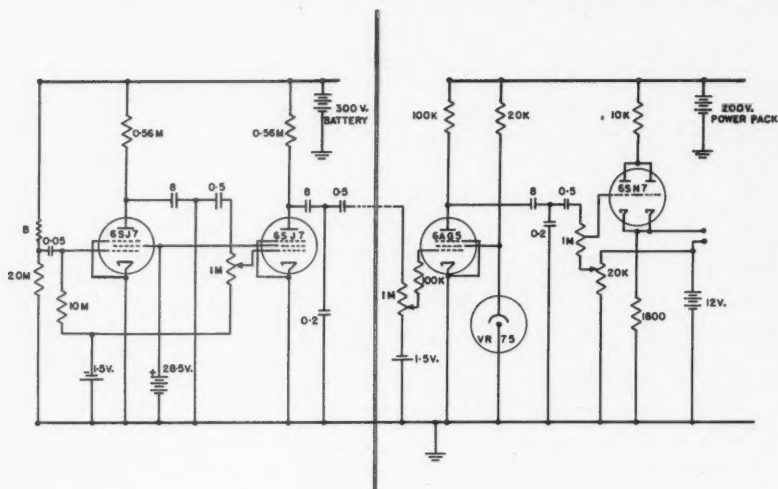 300 V.
BATTERY
0·56M
0·56M
8
0·5
8
0·5
B
0·05
6SJ7
6SJ7
20M
10M
1M
0·2
1·5V.
28·5V.
100K
20K
10K
200V.
POWER PACK
6AG5
8
0·5
6SN7
0·2
1M
1M
100K
20K
VR 75
1800
12V.
1·5V.